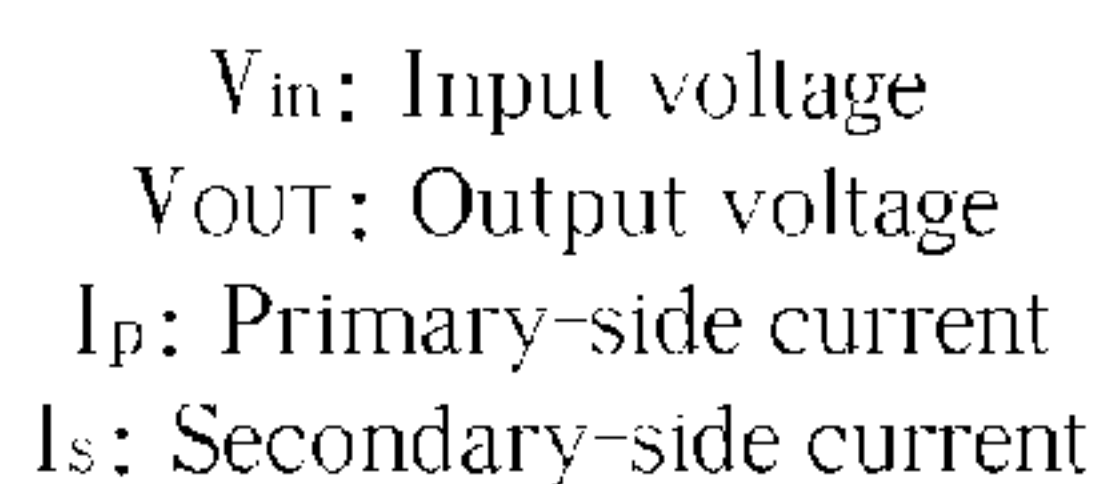 Vin: Input voltage
VOUT: Output voltage
Ip: Primary-side current
Is: Secondary-side current